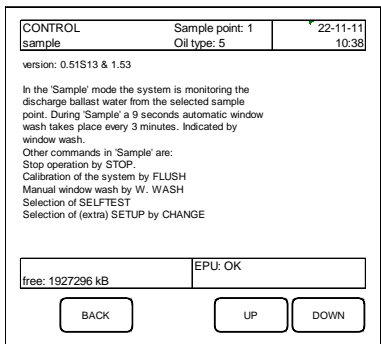 CONTROL Sample point: 1 22-11-11
sample Oil type: 5 10:38
version: 0.51S13 & 1.53
In the 'Sample' mode the system is monitoring the
discharge ballast water from the selected sample
point. During 'Sample' a 9 seconds automatic window
wash takes place every 3 minutes. Indicated by
window wash.
Other commands in 'Sample' are:
Stop operation by STOP.
Calibration of the system by FLUSH
Manual window wash by W. WASH
Selection of SELFTEST
Selection of (extra) SETUP by CHANGE
EPU: OK
free: 1927296 kB
BACK UP DOWN